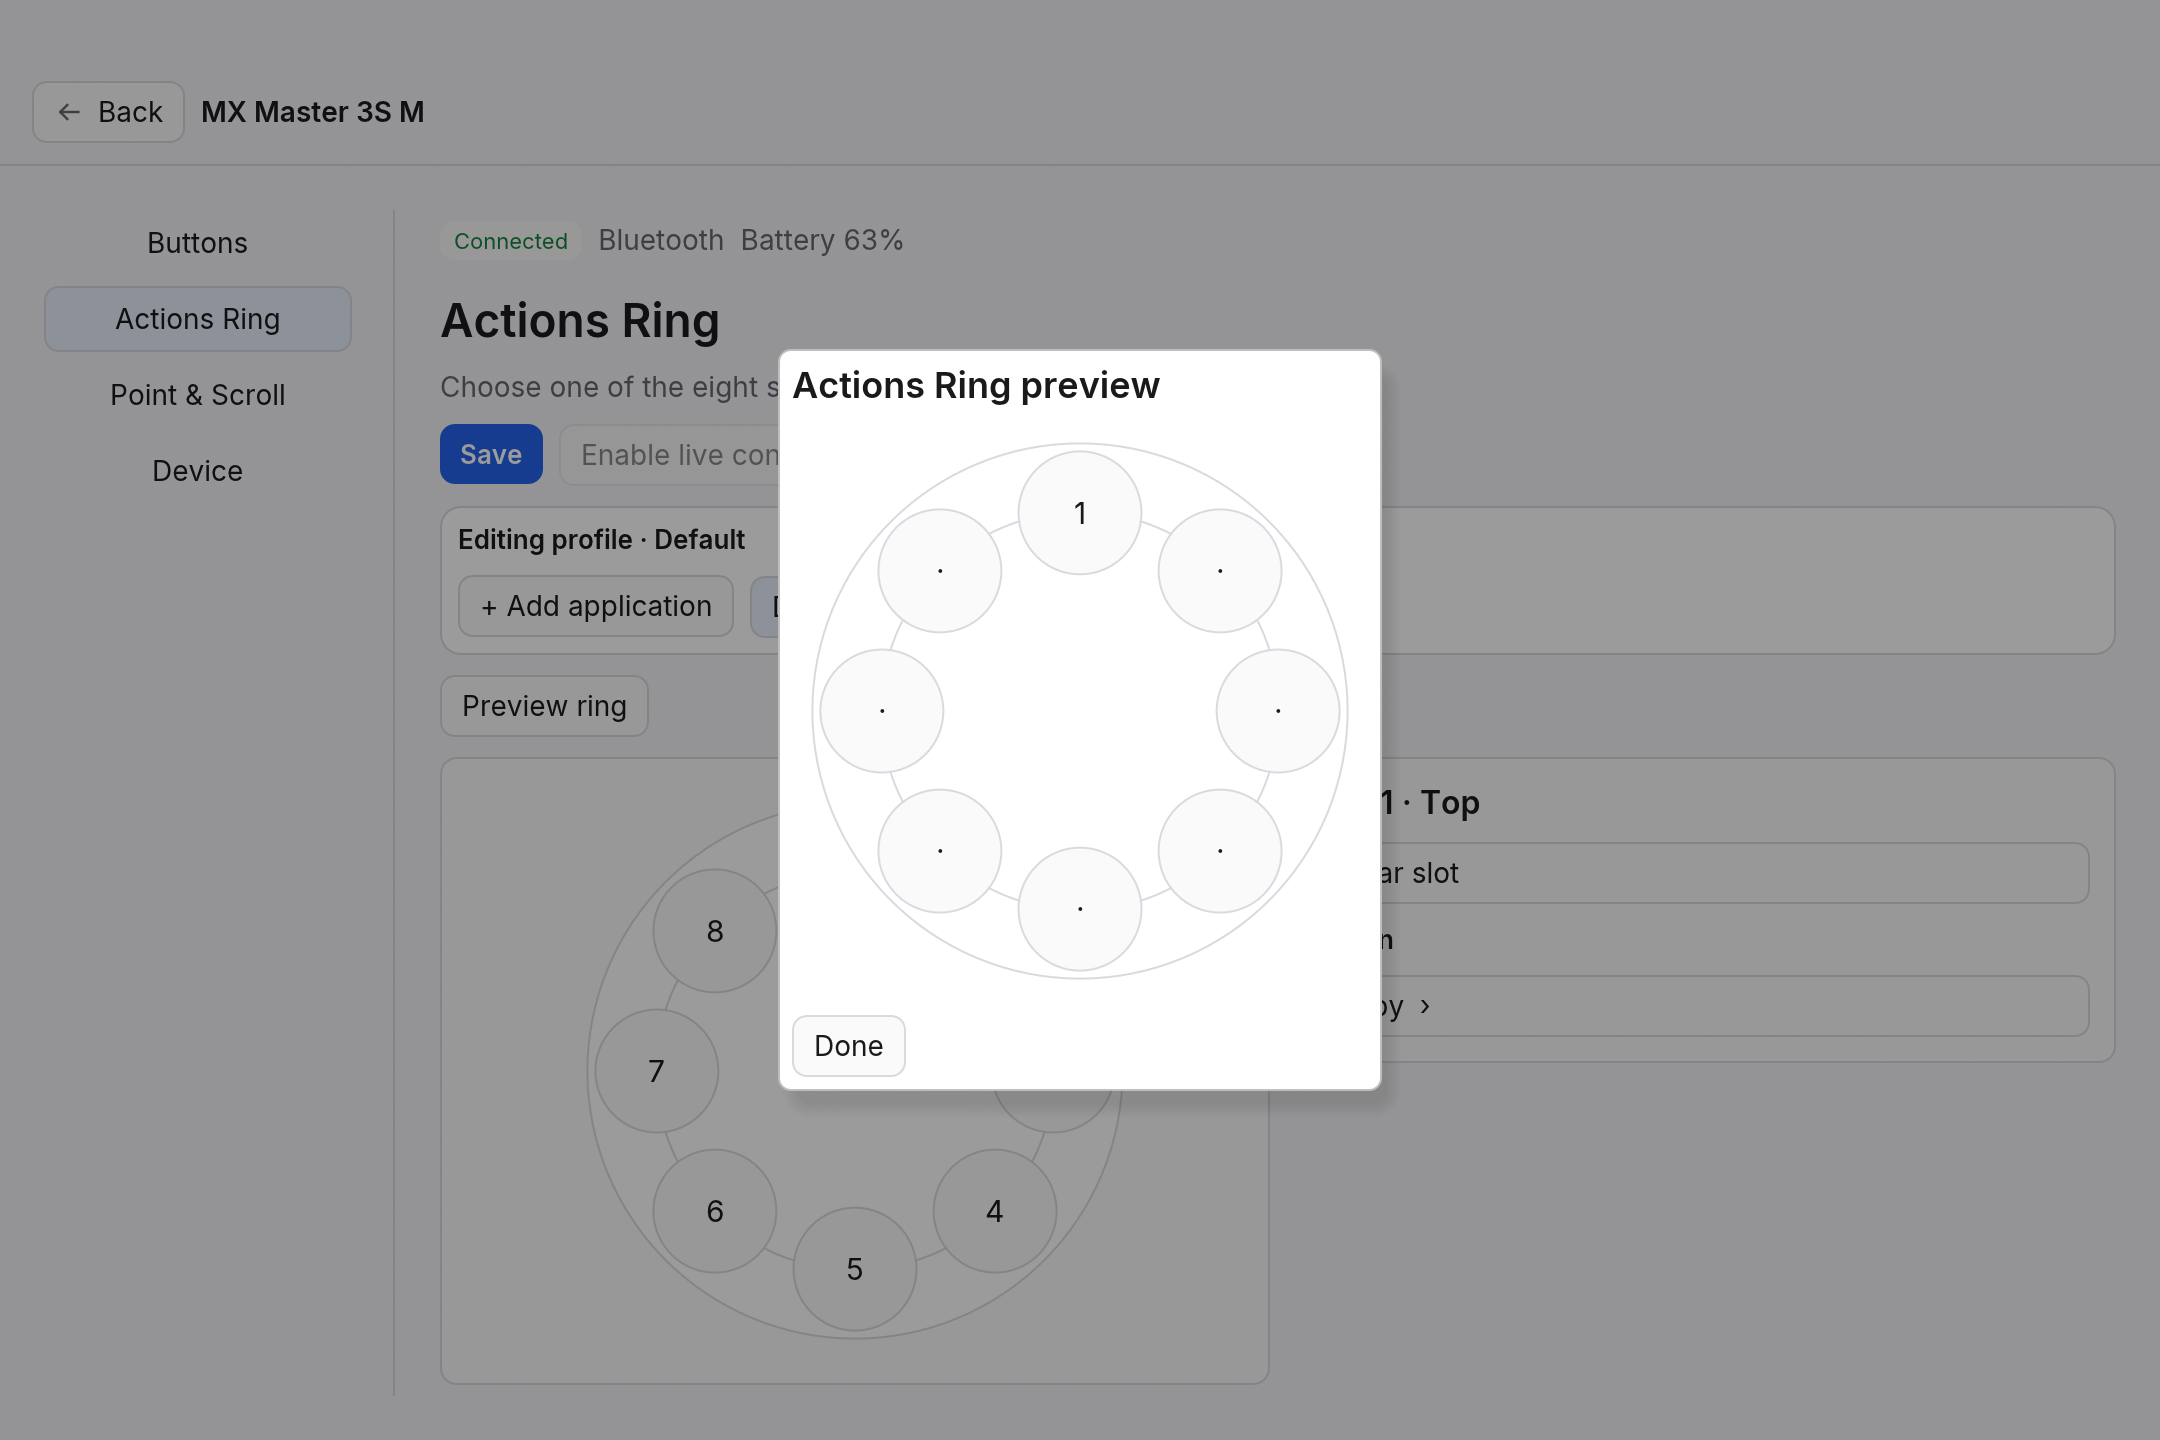 ← Back MX Master 3S M
Buttons
Actions Ring
Point & Scroll
Device
Connected Bluetooth Battery 63%
Actions Ring
Choose one of the eight
Save Enable live
Editing profile · Default
+ Add application
Preview ring
8
7
6
5
4
1 · Top
slot
›
Actions Ring preview
1
·
·
·
·
·
·
·
Done